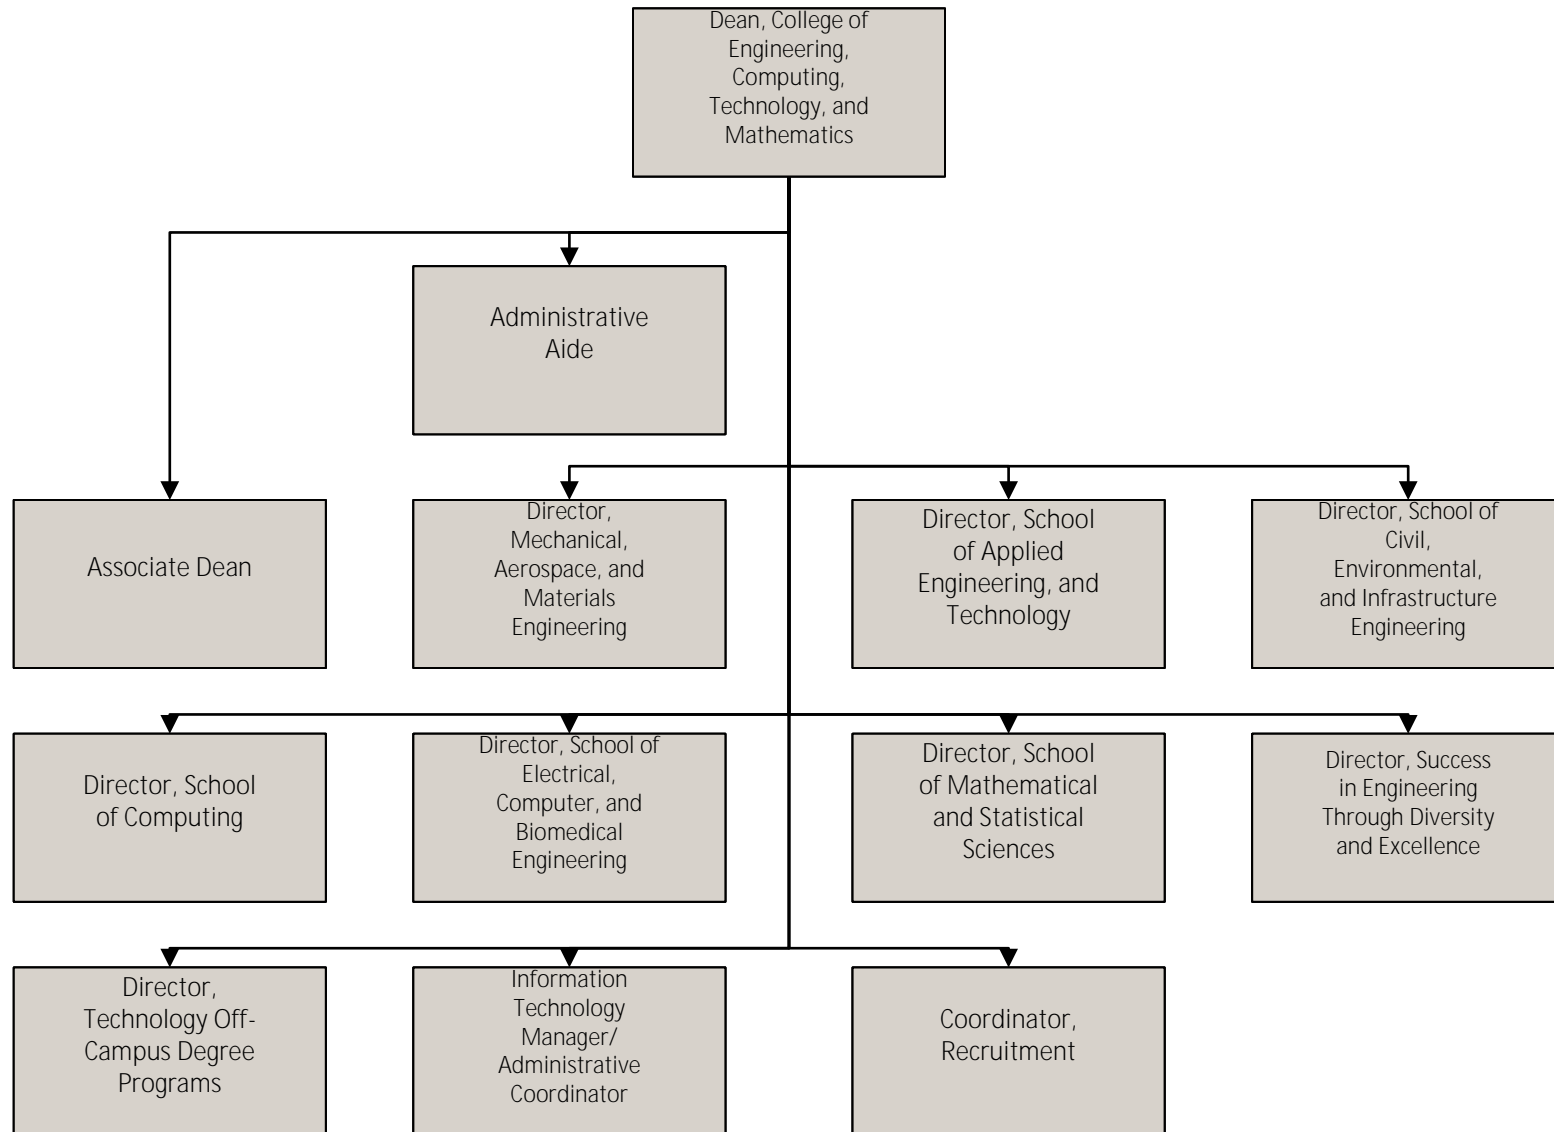 Dean, College of
Engineering,
Computing,
Technology, and
Mathematics
Administrative
Aide
Associate Dean
Director,
Mechanical,
Aerospace, and
Materials
Engineering
Director, School
of Applied
Engineering, and
Technology
Director, School of
Civil,
Environmental,
and Infrastructure
Engineering
Director, School
of Computing
Director, School of
Electrical,
Computer, and
Biomedical
Engineering
Director, School
of Mathematical
and Statistical
Sciences
Director, Success
in Engineering
Through Diversity
and Excellence
Director,
Technology Off-
Campus Degree
Programs
Information
Technology
Manager/
Administrative
Coordinator
Coordinator,
Recruitment